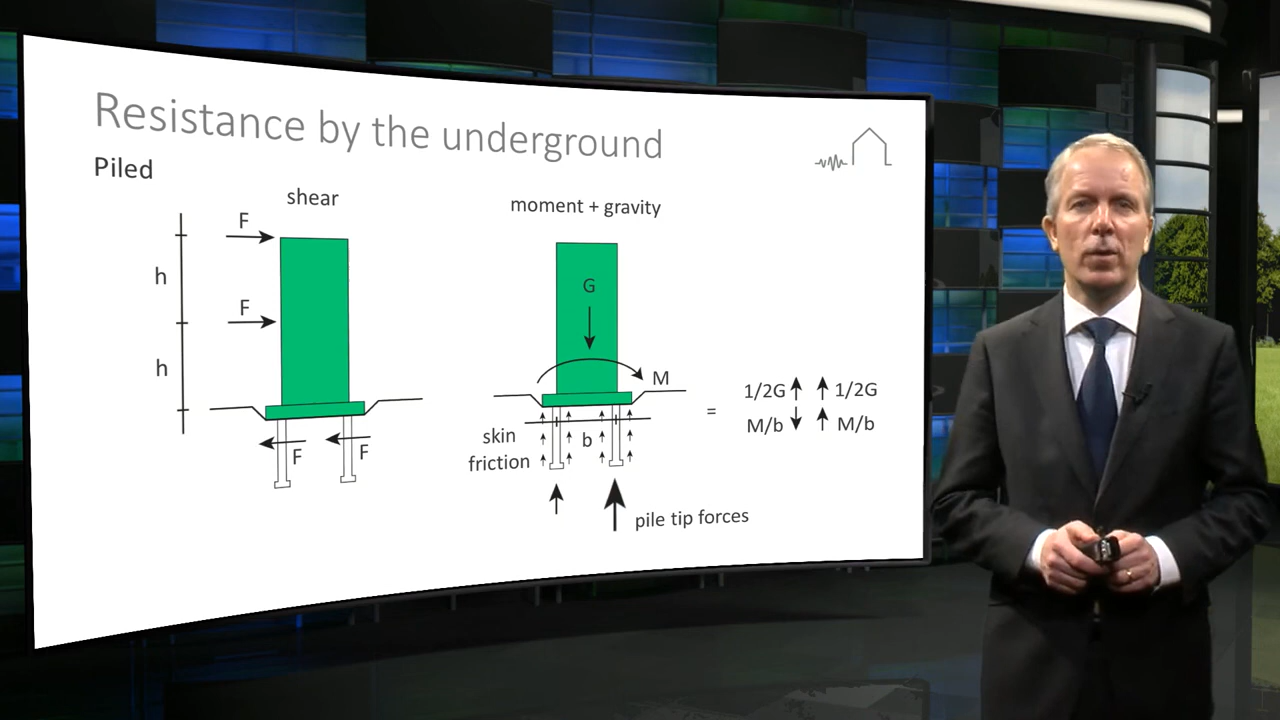 Resistance by the underground
Piled
shear
F
h
F
h
F
F
moment + gravity
G
M
skin
friction
b
pile tip forces
=
1/2G 1/2G
M/b M/b